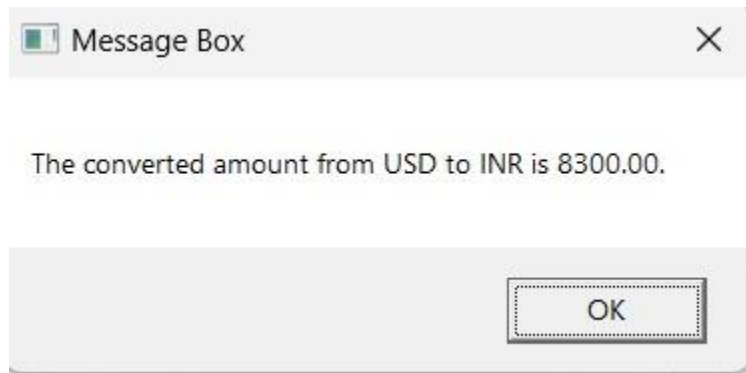 Message Box
The converted amount from USD to INR is 8300.00.
OK